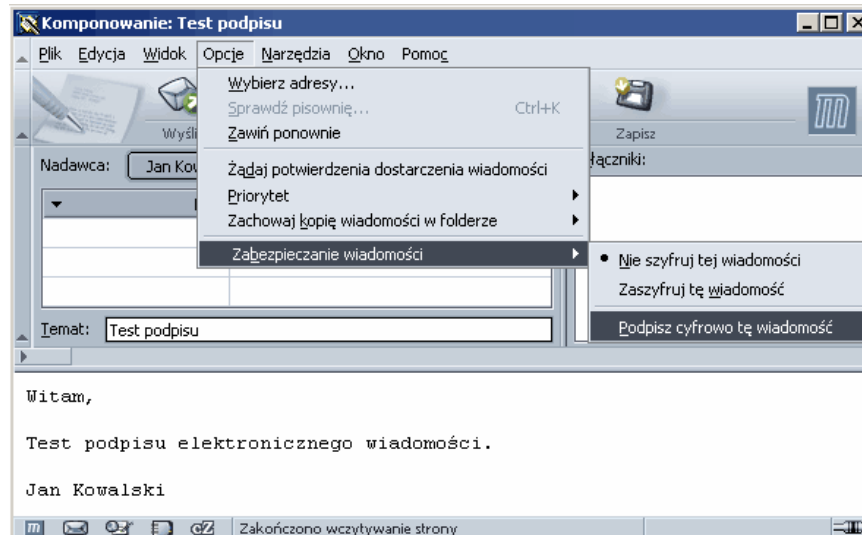 Komponowanie: Test podpisu
Plik Edycja Widok Opcje Narzędzia Okno Pomoc
Wybierz adresy...
Sprawdź pisownię... Ctrl+K
Zawiń ponownie
Zapisz
Nadawca: Jan
Żądaj potwierdzenia dostarczenia wiadomości
Priorytet
Zachowaj kopię wiadomości w folderze
Zabezpieczanie wiadomości
Nie szyfruj tej wiadomości
Zaszyfruj tę wiadomość
Podpisz cyfrowo tę wiadomość
Temat: Test podpisu
Witam,
Test podpisu elektronicznego wiadomości.
Jan Kowalski
Zakończono wczytywanie strony